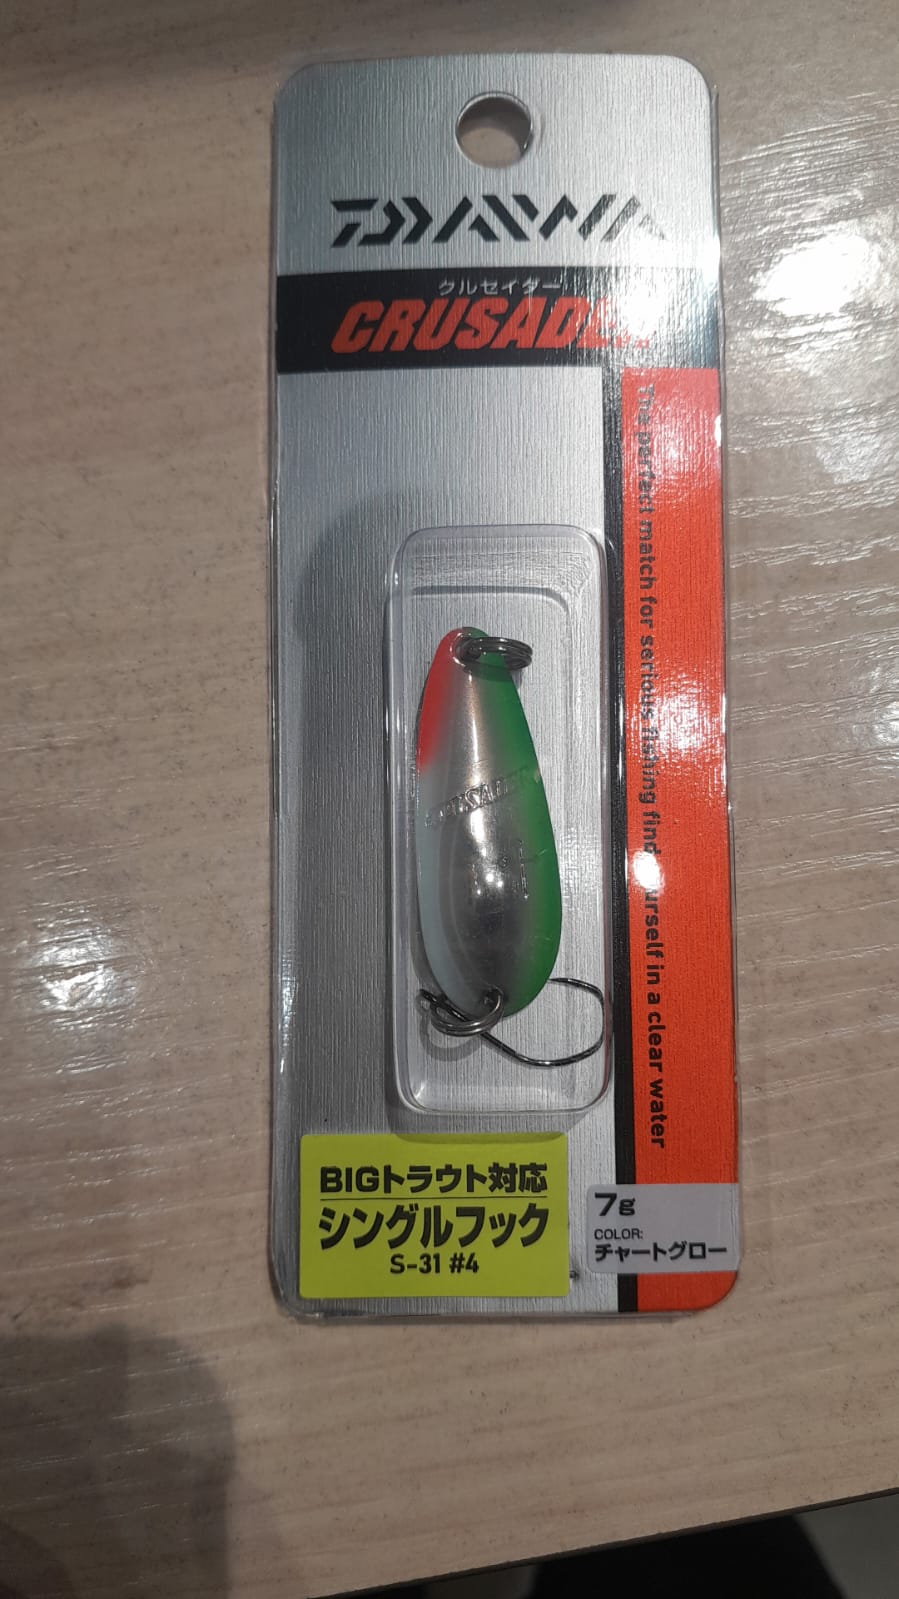 DAIWA
クルセイダー
CRUSADER
The perfect match for serious fishing find yourself in a clear water
CRUSADER
BIGトラウト対応
シングルフック
S-31 #4
7g
COLOR:
チャートグロー